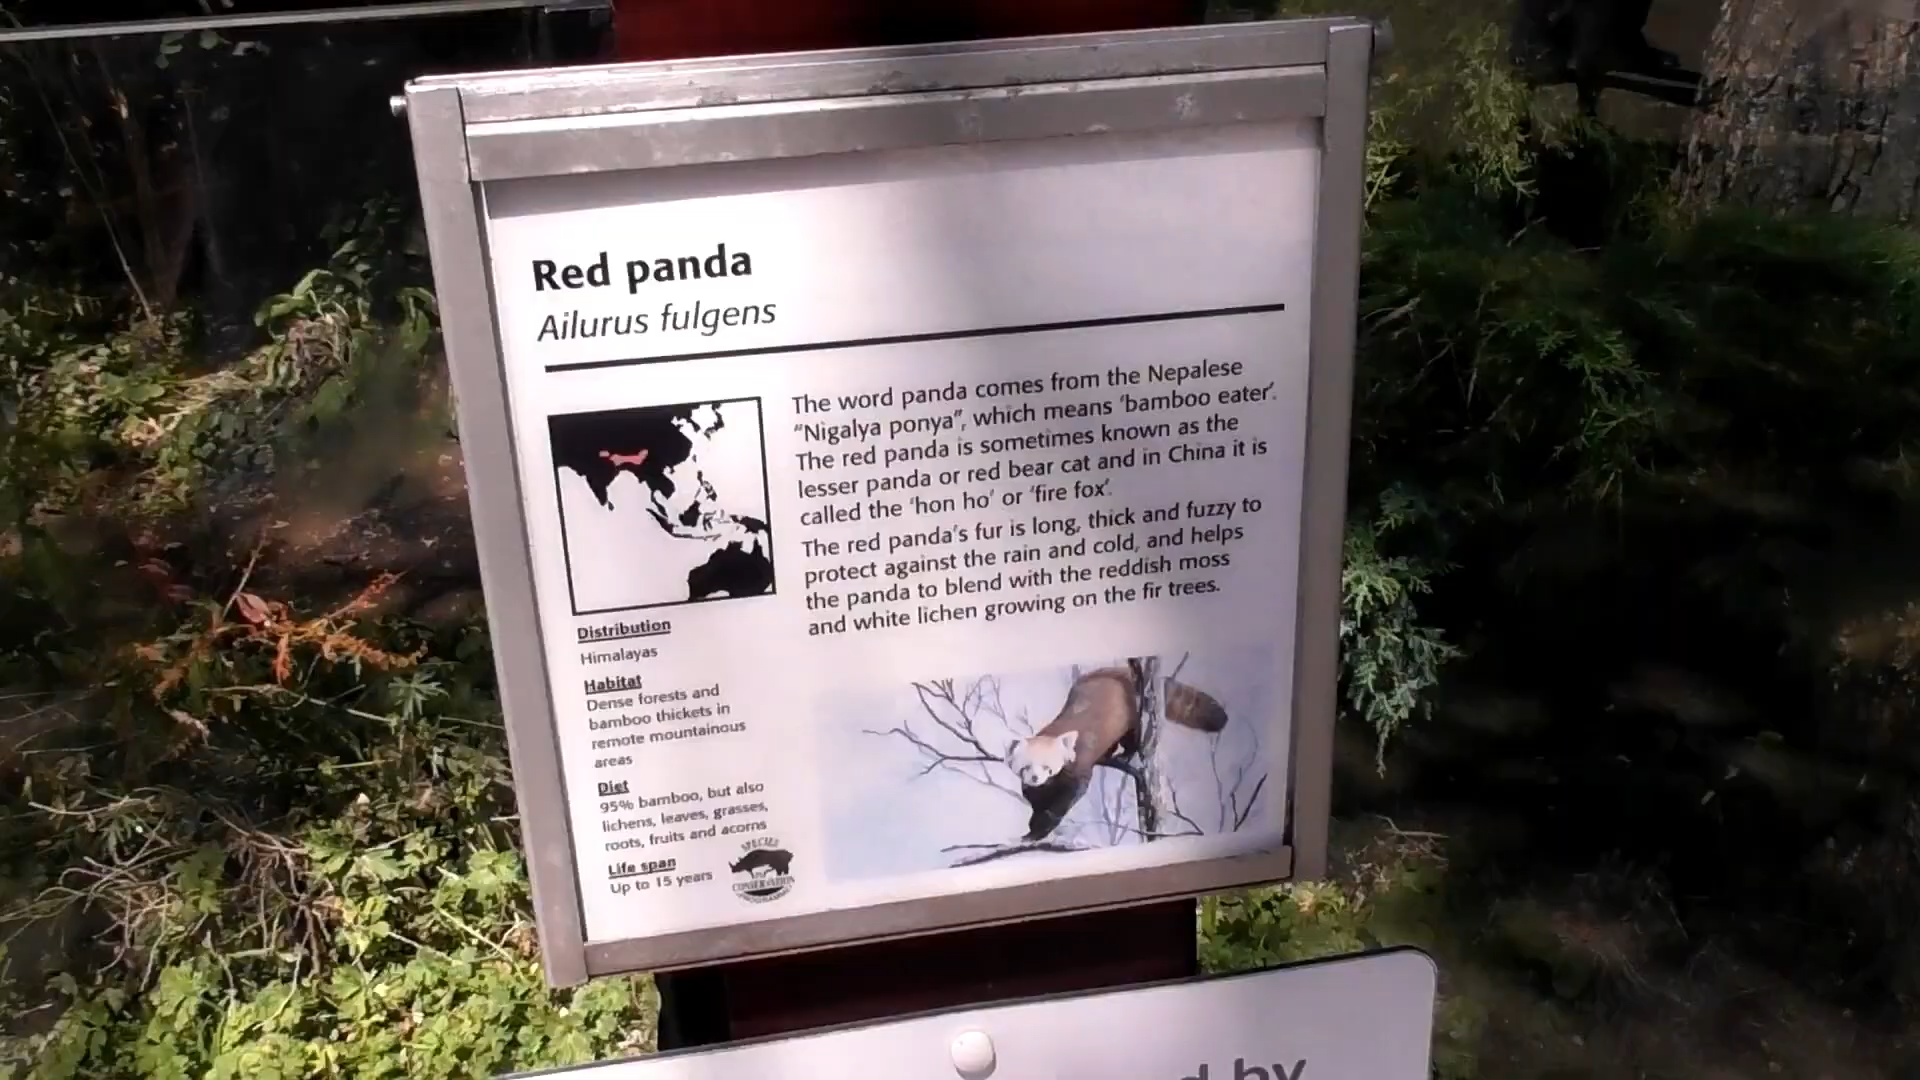 Red panda
Ailurus fulgens
The word panda comes from the Nepalese
"Nigalya ponya", which means 'bamboo eater'.
The red panda is sometimes known as the
lesser panda or red bear cat and in China it is
called the 'hon ho' or 'fire fox'.
The red panda's fur is long, thick and fuzzy to
protect against the rain and cold, and helps
the panda to blend with the reddish moss
and white lichen growing on the fir trees.
Distribution
Himalayas
Habitat
Dense forests and
bamboo thickets in
remote mountainous
areas
Diet
95% bamboo, but also
lichens, leaves, grasses,
roots, fruits and acorns
Life span
Up to 15 years
SPECIES
CONSERVATION
by